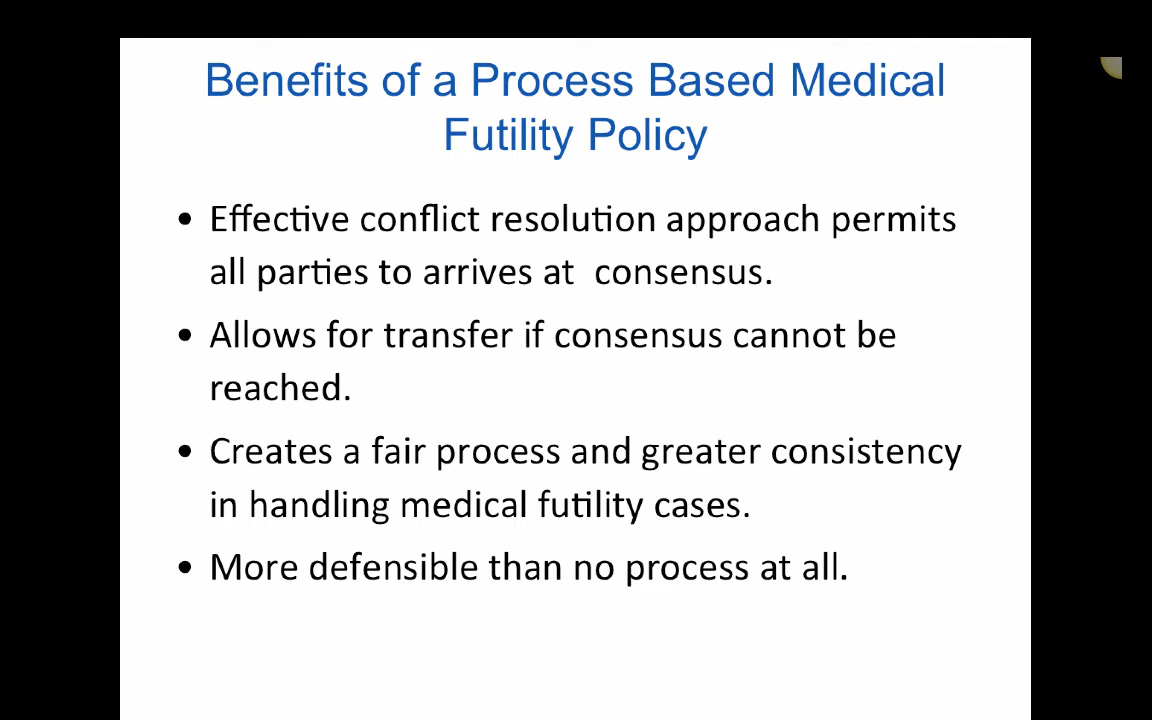 Benefits of a Process Based Medical
Futility Policy
• Effective conflict resolution approach permits
all parties to arrives at  consensus.
• Allows for transfer if consensus cannot be
reached.
• Creates a fair process and greater consistency
in handling medical futility cases.
• More defensible than no process at all.